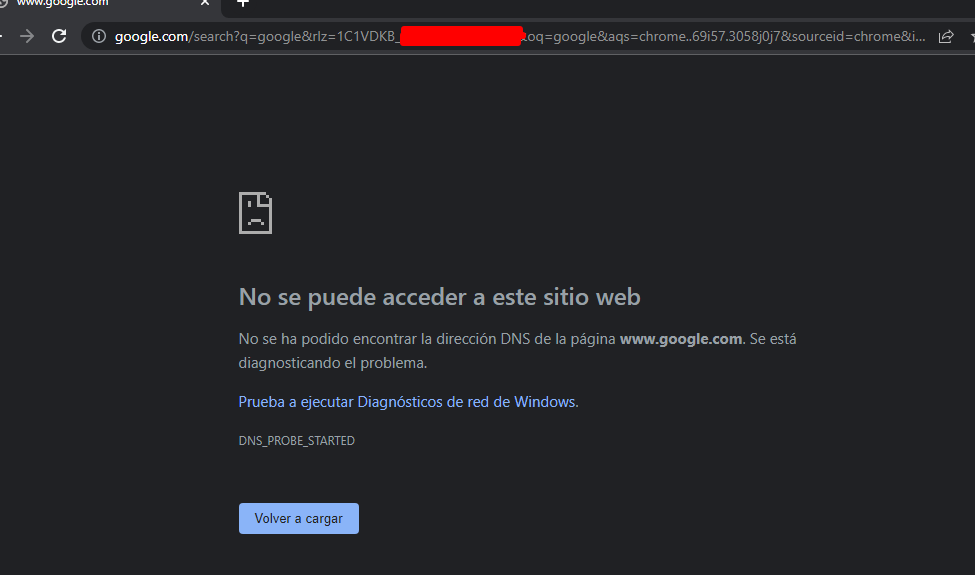 www.google.com
google.com/search?q=google&rlz=1C1VDKB_ &oq=google&aqs=chrome..69i57.3058j0j7&sourceid=chrome&i...
No se puede acceder a este sitio web
No se ha podido encontrar la dirección DNS de la página www.google.com. Se está
diagnosticando el problema.
Prueba a ejecutar Diagnósticos de red de Windows.
DNS_PROBE_STARTED
Volver a cargar